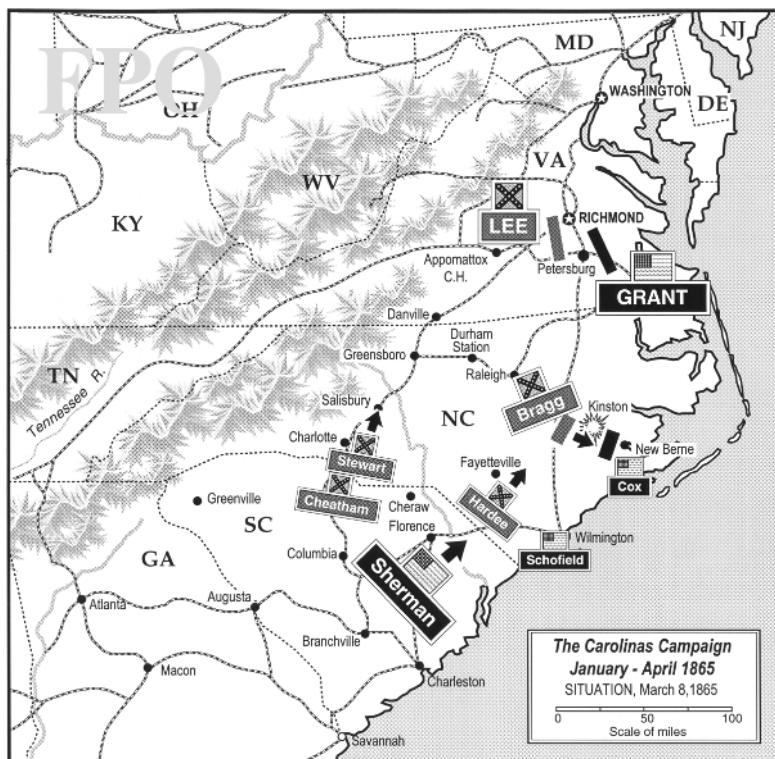 FPO
OH
MD
NJ
WASHINGTON
DE
VA
WV
KY
LEE
RICHMOND
Appomattox
C.H.
Petersburg
GRANT
Danville
Durham
Station
Greensboro
Raleigh
TN
Tennessee R.
Salisbury
NC
Bragg
Kinston
Charlotte
Stewart
New Berne
Fayetteville
Cox
Cheatham
Hardee
Greenville
Cheraw
SC
Florence
Wilmington
GA
Columbia
Schofield
Sherman
Atlanta
Augusta
Branchville
Macon
Charleston
Savannah
The Carolinas Campaign
January - April 1865
SITUATION, March 8,1865
0 50 100
Scale of miles